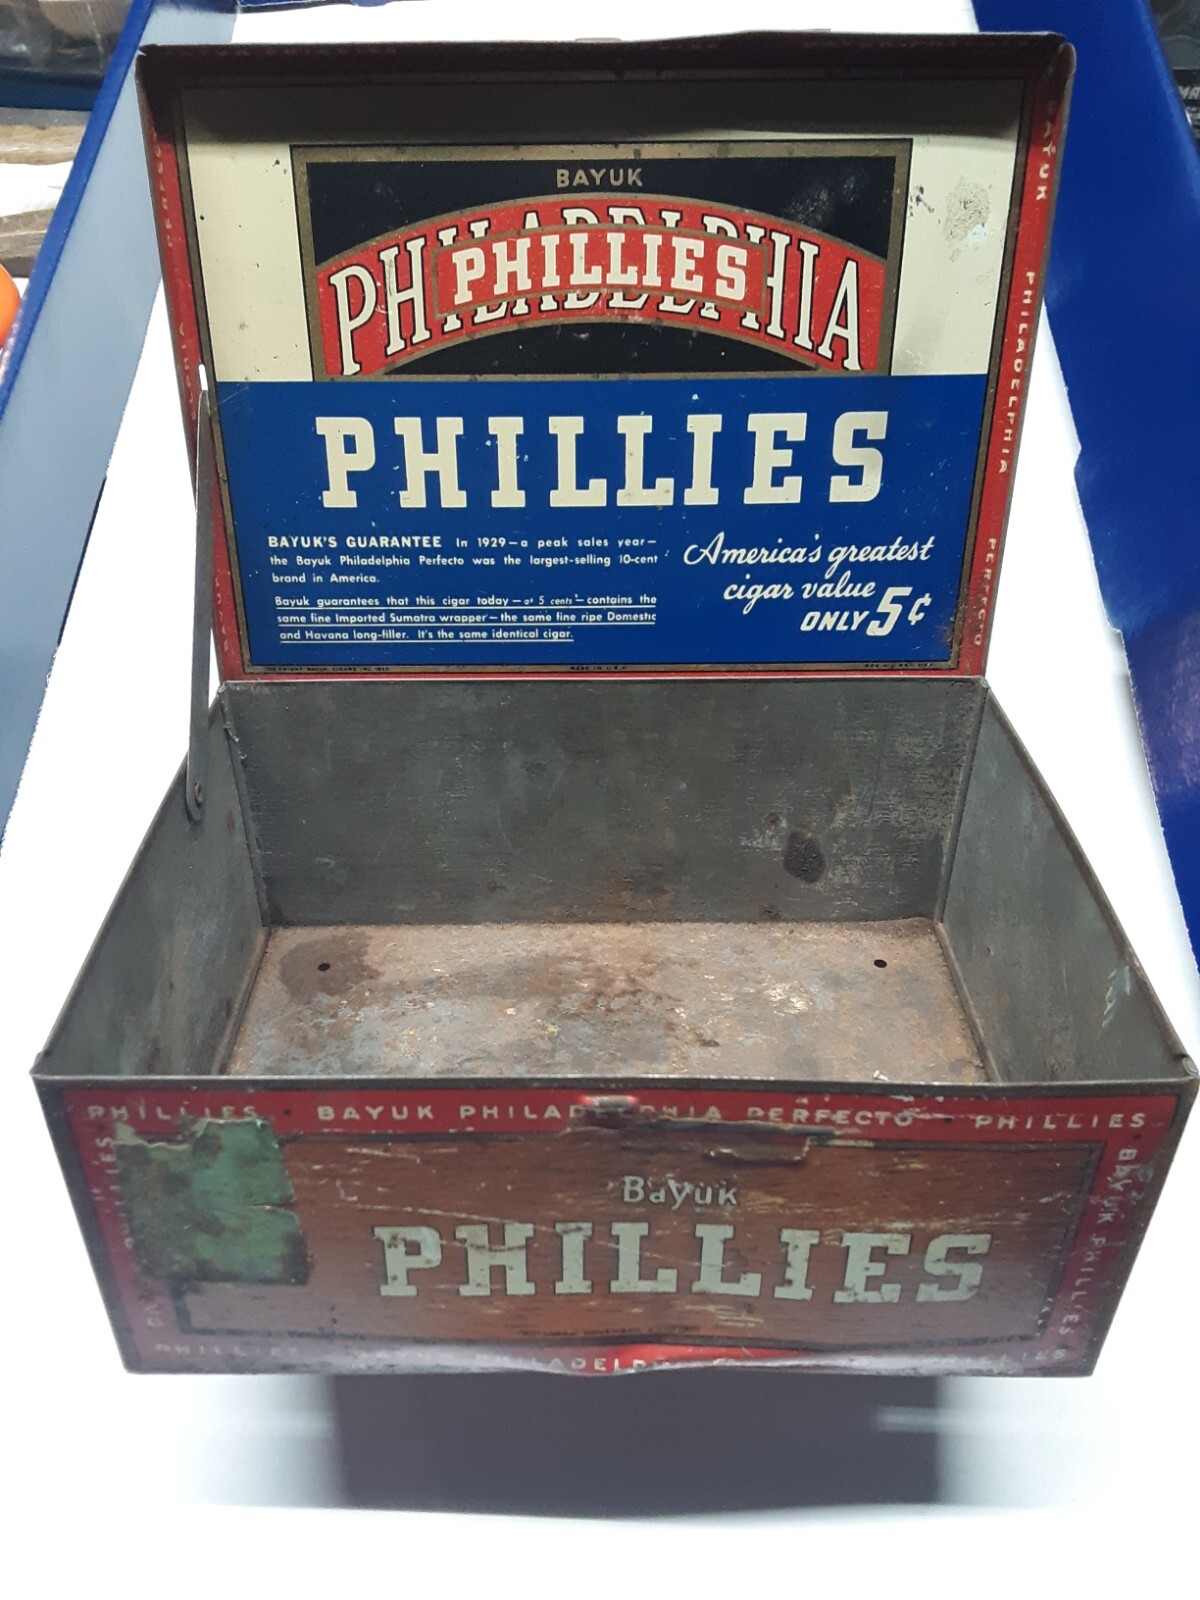 BAYUK
PHILADELPHIA
PHILLIES
BAYUK
PHILADELPHIA
PERFECTO
PHILLIES
BAYUK'S GUARANTEE In 1929—a peak sales year—
the Bayuk Philadelphia Perfecto was the largest-selling 10-cent
brand in America.
Bayuk guarantees that this cigar today—at 5 cents—contains the
same fine Imported Sumatra wrapper—the same fine ripe Domestic
and Havana long-filler. It's the same identical cigar.
America's greatest
cigar value
ONLY 5¢
MADE IN U.S.A.
PHILLIES · BAYUK PHILADELPHIA PERFECTO · PHILLIES
Bayuk
PHILLIES
BAYUK PHILLIES
PHILLIES
PHILADELPH